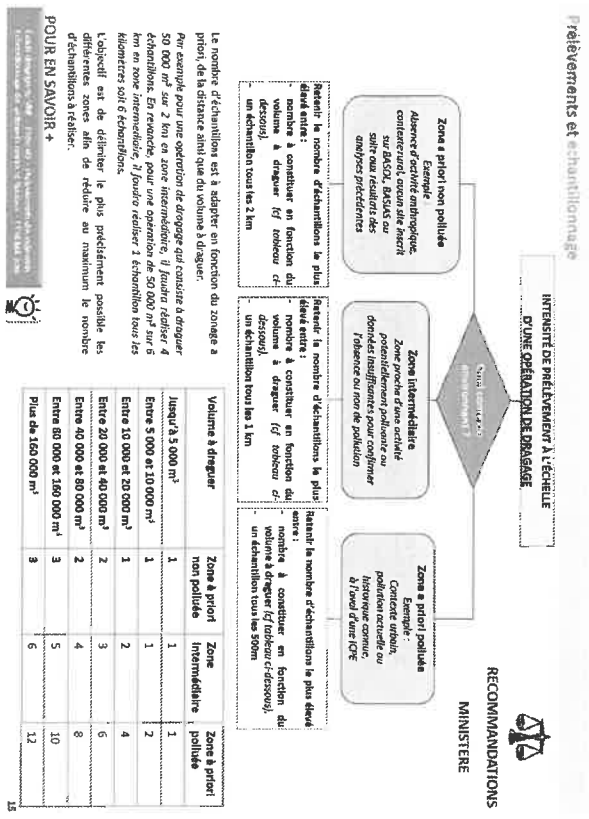 Prélèvements et échantillonnage
INTENSITÉ DE PRÉLÈVEMENT À L'ÉCHELLE
D'UNE OPÉRATION DE DRAGAGE
RECOMMANDATIONS
MINISTERE
Zone a priori non polluée
Exemple :
Absence d'activité anthropique,
contexte rural, aucun site inscrit
sur BASOL, BASIAS ou
suite aux résultats des
analyses précédentes
Zone intermédiaire
Zone proche d'une activité
potentiellement polluante ou
données insuffisantes pour confirmer
l'absence ou non de pollution
Zone a priori polluée
Exemple :
Contexte urbain,
pollution actuelle ou
historique connue,
à l'aval d'une ICPE
Retenir le nombre d'échantillons le plus
élevé entre :
- nombre à constituer en fonction du
volume à draguer (cf tableau ci-
dessous).
- un échantillon tous les 2 km
Retenir le nombre d'échantillons le plus
élevé entre :
- nombre à constituer en fonction du
volume à draguer (cf tableau ci-
dessous).
- un échantillon tous les 1 km
Retenir le nombre d'échantillons le plus élevé
entre :
- nombre à constituer en fonction du
volume à draguer (cf tableau ci-dessous).
- un échantillon tous les 500m
Le nombre d'échantillons est à adapter en fonction du zonage a
priori, de la distance ainsi que du volume à draguer.
Par exemple pour une opération de dragage qui consiste à draguer
50 000 m³ sur 2 km en zone intermédiaire, il faudra réaliser 4
échantillons. En revanche, pour une opération de 50 000 m³ sur 6
km en zone intermédiaire, il faudra réaliser 1 échantillon tous les
kilomètres soit 6 échantillons.
L'objectif est de délimiter le plus précisément possible les
différentes zones afin de réduire au maximum le nombre
d'échantillons à réaliser.
POUR EN SAVOIR +
Volume à draguer Zone à priori non polluée Zone Intermédiaire Zone à priori polluée
Jusqu'à 5 000 m³ 1 1 1
Entre 5 000 et 10 000 m³ 1 1 2
Entre 10 000 et 20 000 m³ 1 2 4
Entre 20 000 et 40 000 m³ 2 3 6
Entre 40 000 et 80 000 m³ 2 4 8
Entre 80 000 et 160 000 m³ 3 5 10
Plus de 160 000 m³ 3 6 12
15